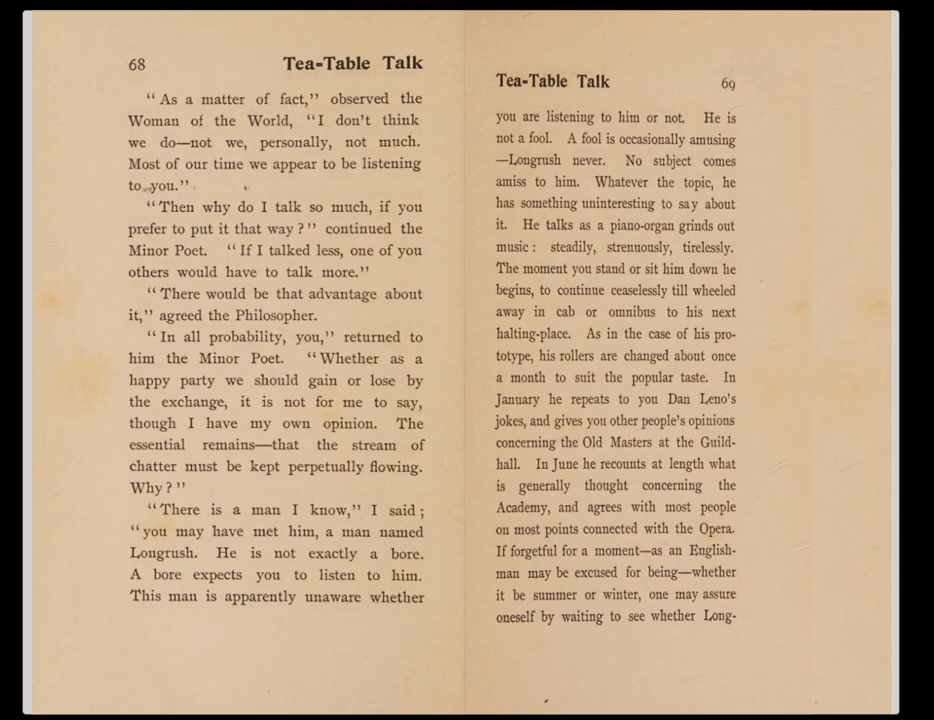 68 Tea-Table Talk
“As a matter of fact,” observed the
Woman of the World, “I don’t think
we do—not we, personally, not much.
Most of our time we appear to be listening
to you.”
“Then why do I talk so much, if you
prefer to put it that way?” continued the
Minor Poet. “If I talked less, one of you
others would have to talk more.”
“There would be that advantage about
it,” agreed the Philosopher.
“In all probability, you,” returned to
him the Minor Poet. “Whether as a
happy party we should gain or lose by
the exchange, it is not for me to say,
though I have my own opinion. The
essential remains—that the stream of
chatter must be kept perpetually flowing.
Why?”
“There is a man I know,” I said;
“you may have met him, a man named
Longrush. He is not exactly a bore.
A bore expects you to listen to him.
This man is apparently unaware whether
Tea-Table Talk 69
you are listening to him or not. He is
not a fool. A fool is occasionally amusing
—Longrush never. No subject comes
amiss to him. Whatever the topic, he
has something uninteresting to say about
it. He talks as a piano-organ grinds out
music: steadily, strenuously, tirelessly.
The moment you stand or sit him down he
begins, to continue ceaselessly till wheeled
away in cab or omnibus to his next
halting-place. As in the case of his pro-
totype, his rollers are changed about once
a month to suit the popular taste. In
January he repeats to you Dan Leno’s
jokes, and gives you other people’s opinions
concerning the Old Masters at the Guild-
hall. In June he recounts at length what
is generally thought concerning the
Academy, and agrees with most people
on most points connected with the Opera.
If forgetful for a moment—as an English-
man may be excused for being—whether
it be summer or winter, one may assure
oneself by waiting to see whether Long-